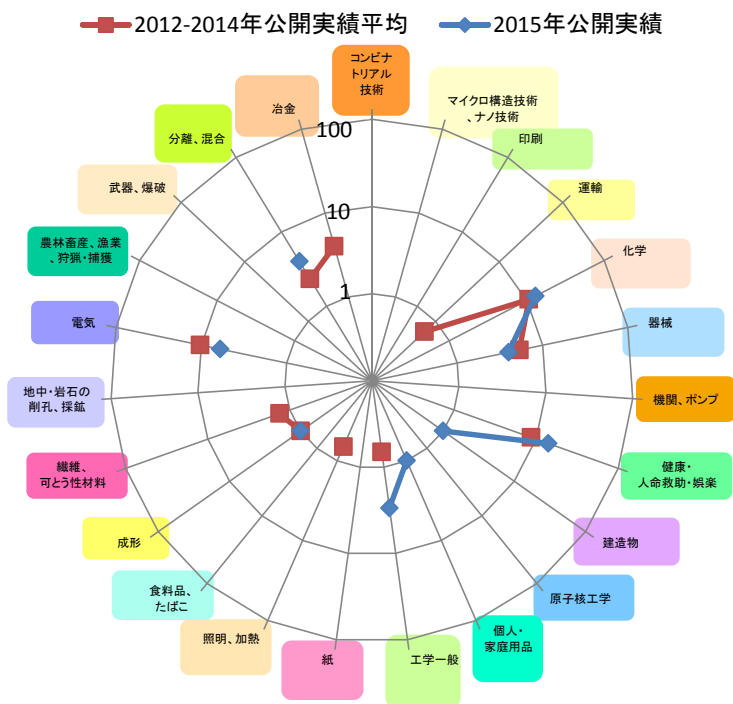 2012-2014年公開実績平均
2015年公開実績
コンビナ
トリアル
技術
マイクロ構造技術
、ナノ技術
印刷
運輸
化学
器械
機関、ポンプ
健康・
人命救助・娯楽
建造物
原子核工学
個人・
家庭用品
工学一般
紙
照明、加熱
食料品、
たばこ
成形
繊維、
可とう性材料
地中・岩石の
削孔、採鉱
電気
農林畜産、漁業
、狩猟・捕獲
武器、爆破
分離、混合
冶金
100
10
1